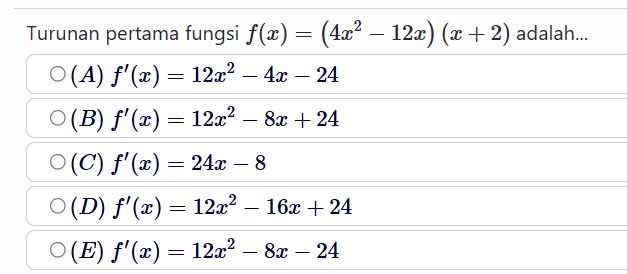 Turunan pertama fungsi f(x) = (4x² − 12x) (x + 2) adalah...
(A) f′(x) = 12x² − 4x − 24
(B) f′(x) = 12x² − 8x + 24
(C) f′(x) = 24x − 8
(D) f′(x) = 12x² − 16x + 24
(E) f′(x) = 12x² − 8x − 24